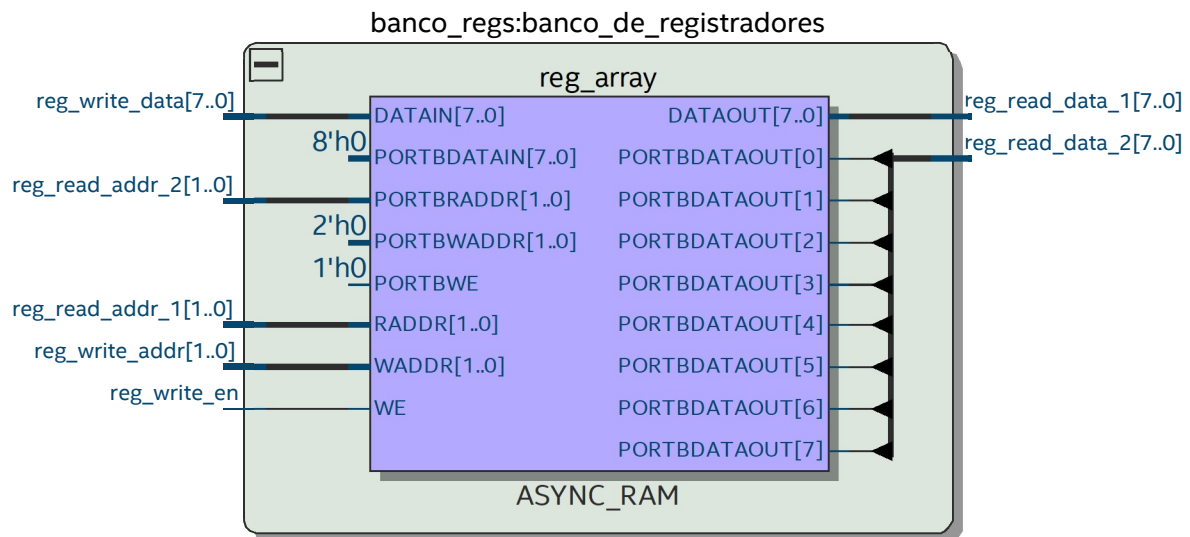 banco_regs:banco_de_registradores
reg_array
reg_write_data[7..0]
DATAIN[7..0]
DATAOUT[7..0]
reg_read_data_1[7..0]
8'h0
PORTBDATAIN[7..0]
PORTBDATAOUT[0]
reg_read_data_2[7..0]
reg_read_addr_2[1..0]
PORTBRADDR[1..0]
PORTBDATAOUT[1]
2'h0
PORTBWADDR[1..0]
PORTBDATAOUT[2]
1'h0
PORTBWE
PORTBDATAOUT[3]
reg_read_addr_1[1..0]
RADDR[1..0]
PORTBDATAOUT[4]
reg_write_addr[1..0]
WADDR[1..0]
PORTBDATAOUT[5]
reg_write_en
WE
PORTBDATAOUT[6]
PORTBDATAOUT[7]
ASYNC_RAM